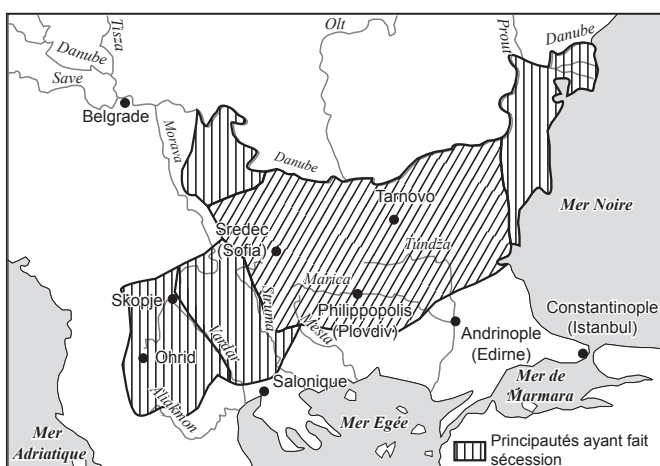 Tisza
Olt
Prout
Danube
Danube
Save
Belgrade
Morava
Danube
Tarnovo
Mer Noire
Sredec
(Sofia)
Tundža
Marica
Skopje
Struma
Philippopolis
(Plovdiv)
Constantinople
(Istanbul)
Mesta
Andrinople
(Edirne)
Vardar
Ohrid
Salonique
Mer de
Marmara
Aliakmon
Mer Egée
Mer
Adriatique
Principautés ayant fait
sécession